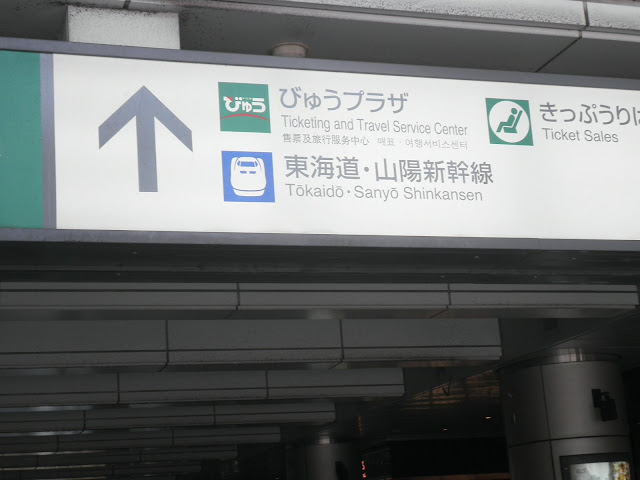 びゅう
びゅうプラザ
Ticketing and Travel Service Center
售票及旅行服务中心 매표·여행서비스센터
東海道・山陽新幹線
Tōkaidō・Sanyō Shinkansen
きっぷうりば
Ticket Sales